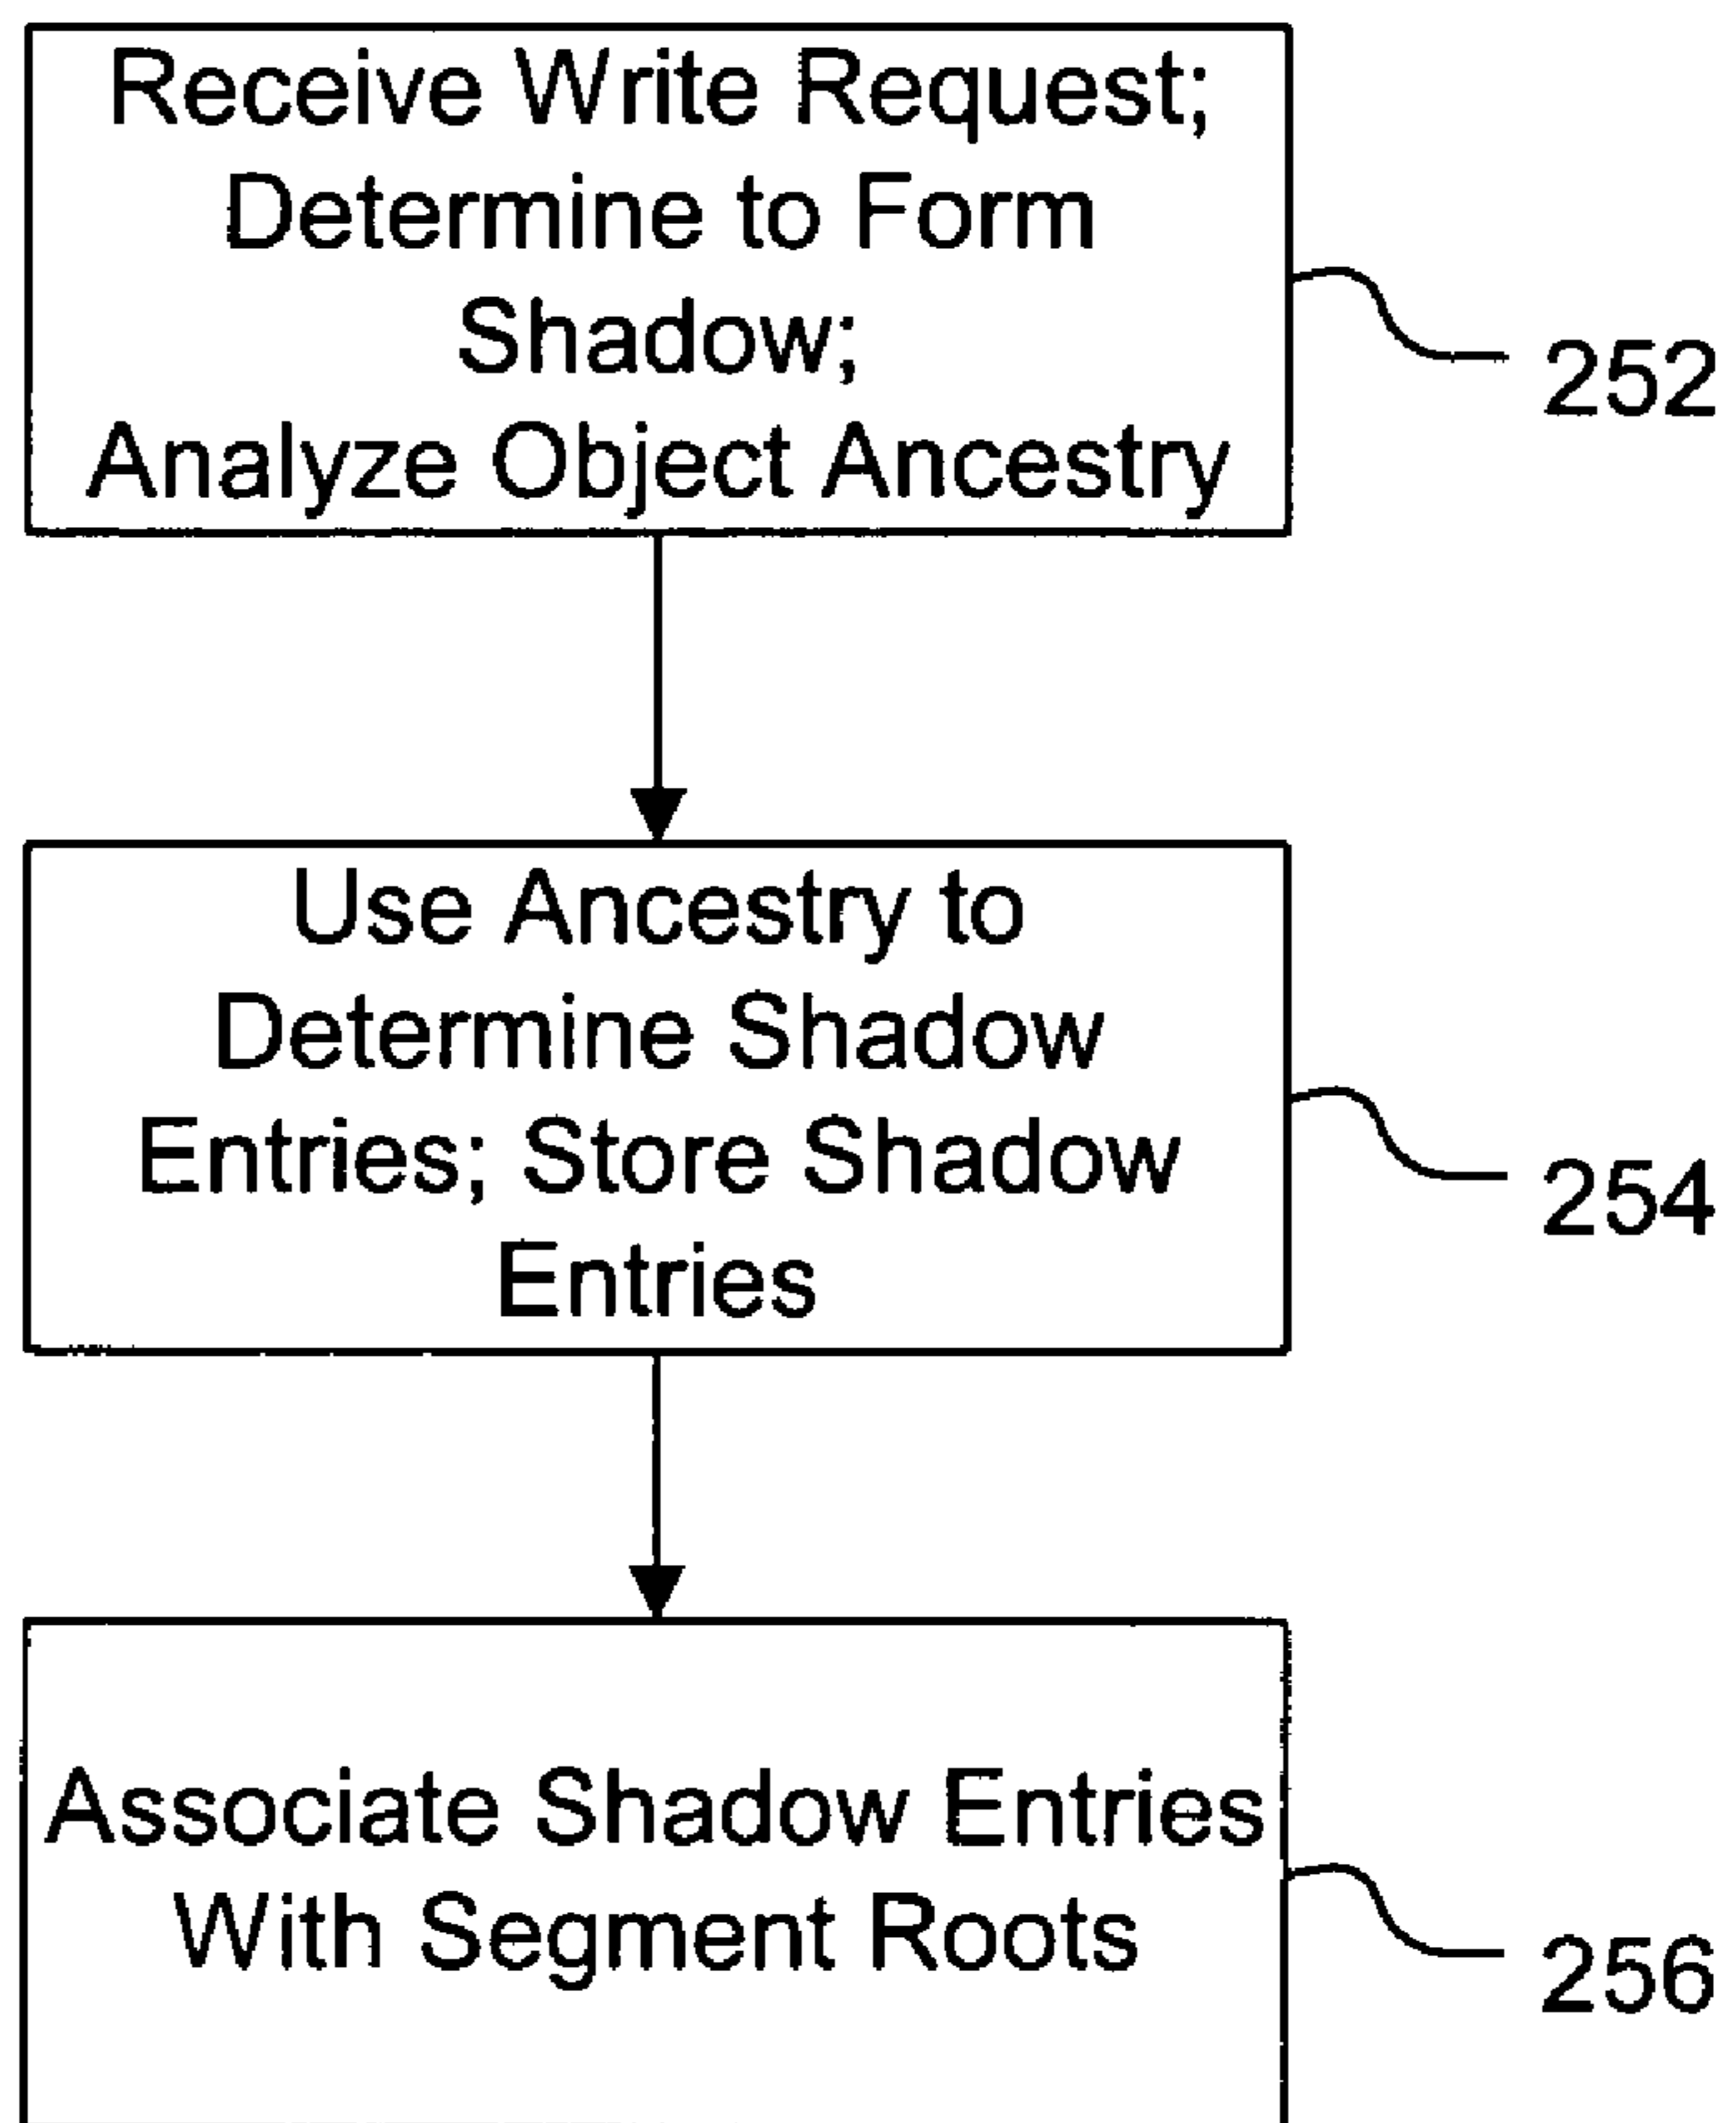 Receive Write Request;
Determine to Form
Shadow;
Analyze Object Ancestry
252
Use Ancestry to
Determine Shadow
Entries; Store Shadow
Entries
254
Associate Shadow Entries
With Segment Roots
256